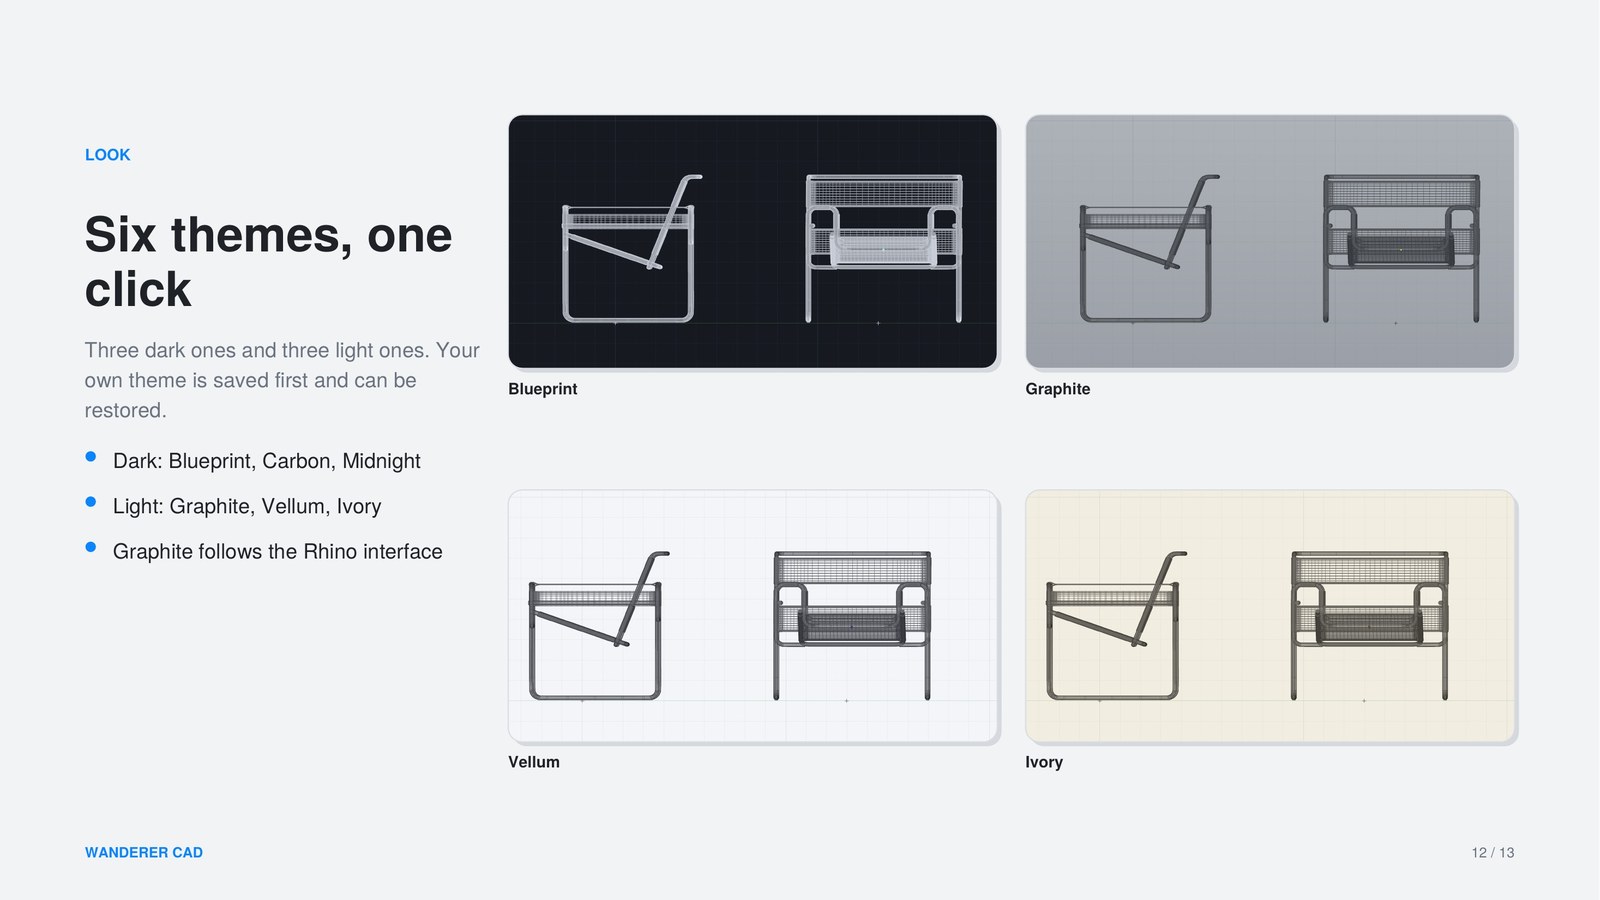 LOOK
Six themes, one
click
Three dark ones and three light ones. Your
own theme is saved first and can be
restored.
Dark: Blueprint, Carbon, Midnight
Light: Graphite, Vellum, Ivory
Graphite follows the Rhino interface
Blueprint
Graphite
Vellum
Ivory
WANDERER CAD
12 / 13